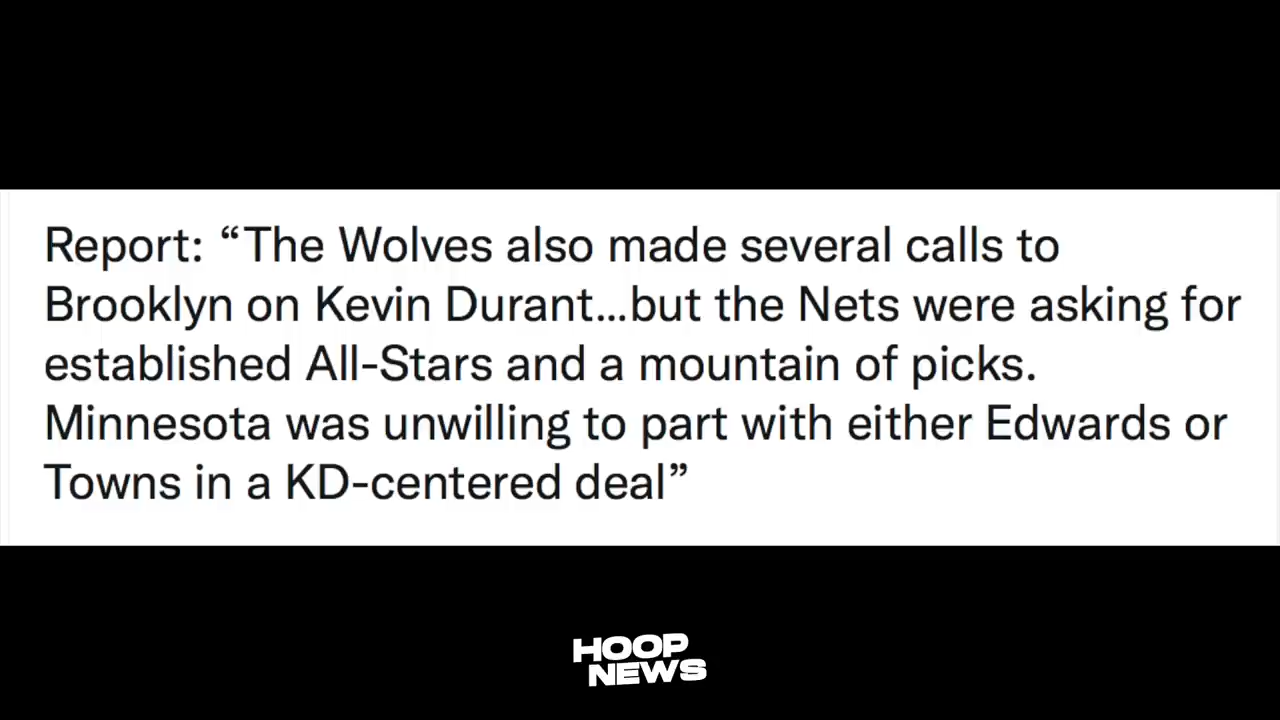 Report: “The Wolves also made several calls to
Brooklyn on Kevin Durant...but the Nets were asking for
established All-Stars and a mountain of picks.
Minnesota was unwilling to part with either Edwards or
Towns in a KD-centered deal”
HOOP
NEWS